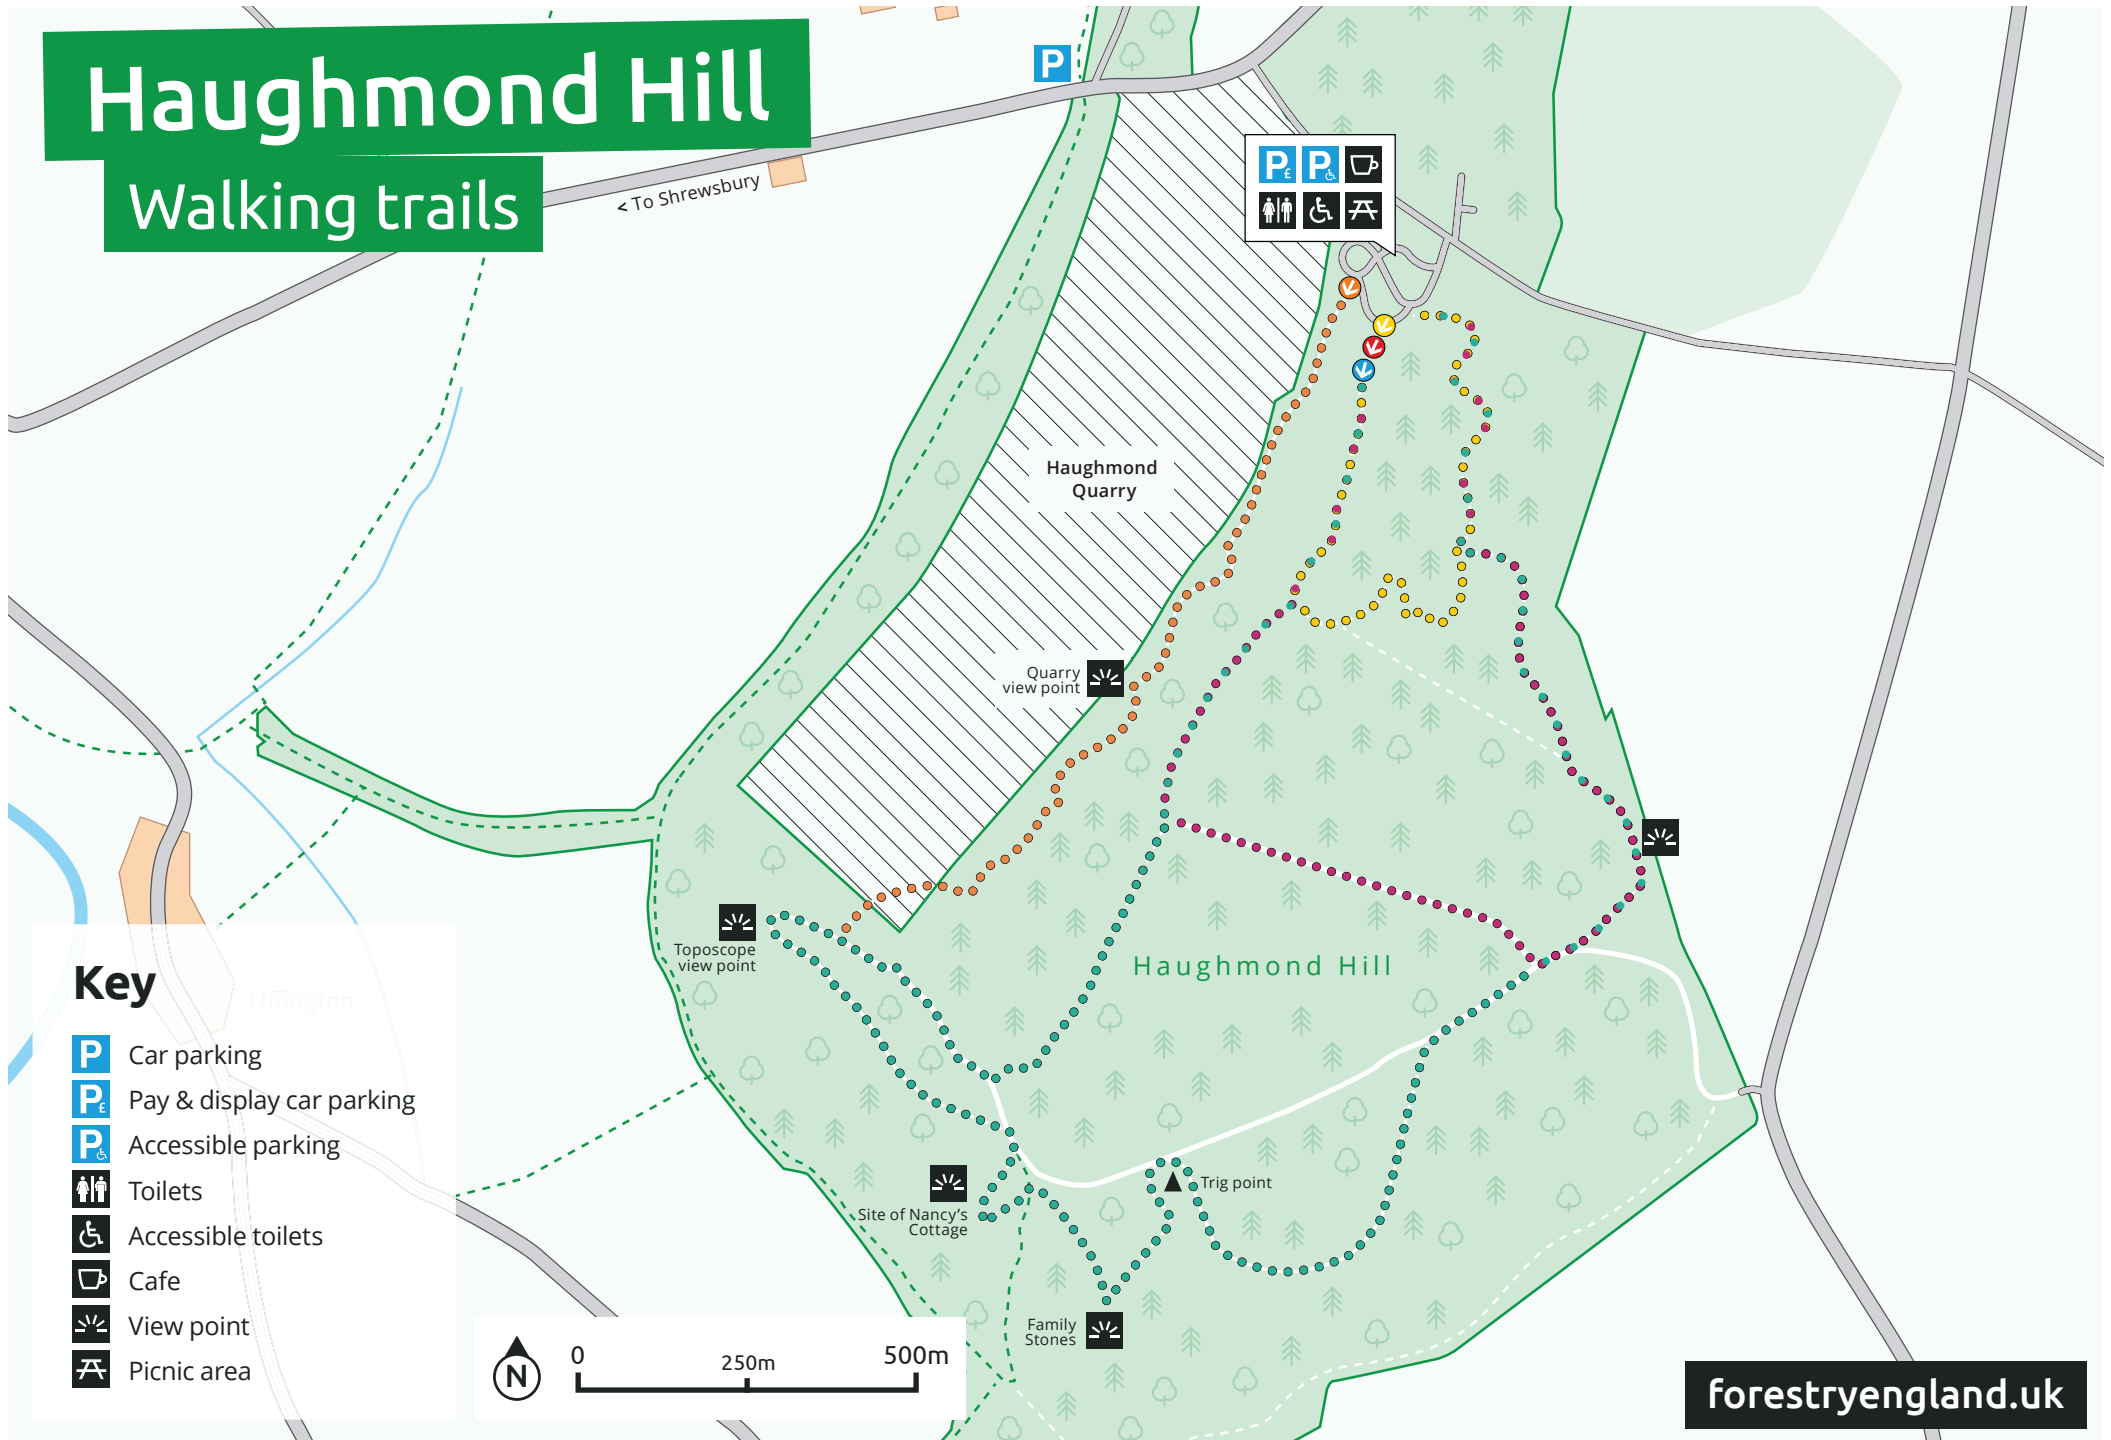 Haughmond Hill
Walking trails
P
< To Shrewsbury
P£
P
Haughmond
Quarry
Quarry
view point
Toposcope
view point
Haughmond Hill
Uffington
Trig point
Site of Nancy's
Cottage
Family
Stones
Key
P Car parking
P£ Pay & display car parking
P Accessible parking
Toilets
Accessible toilets
Cafe
View point
Picnic area
N
0 250m 500m
forestryengland.uk